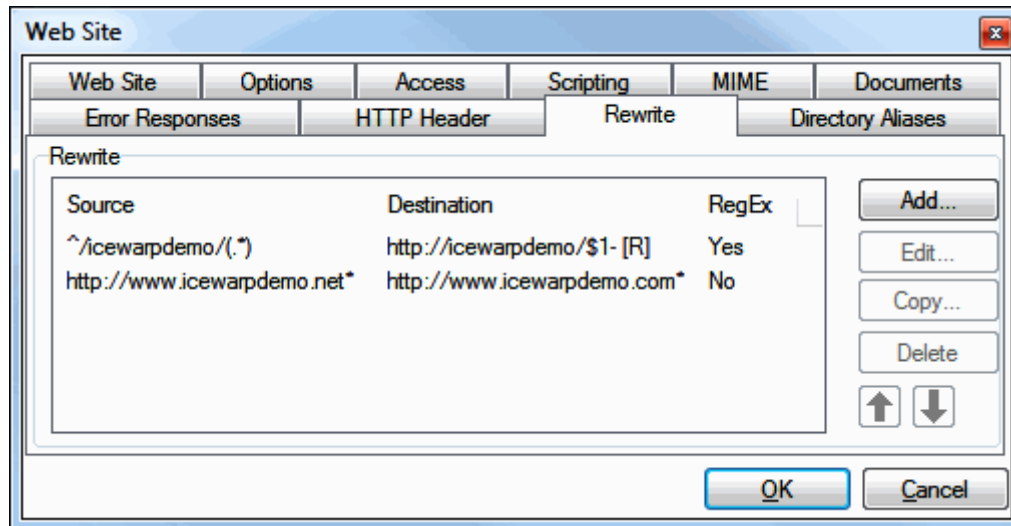 Web Site
Web Site Options Access Scripting MIME Documents
Error Responses HTTP Header Rewrite Directory Aliases
Rewrite
Source Destination RegEx
^/icewarpdemo/(.*) http://icewarpdemo/$1- [R] Yes
http://www.icewarpdemo.net* http://www.icewarpdemo.com* No
Add...
Edit...
Copy...
Delete
OK Cancel